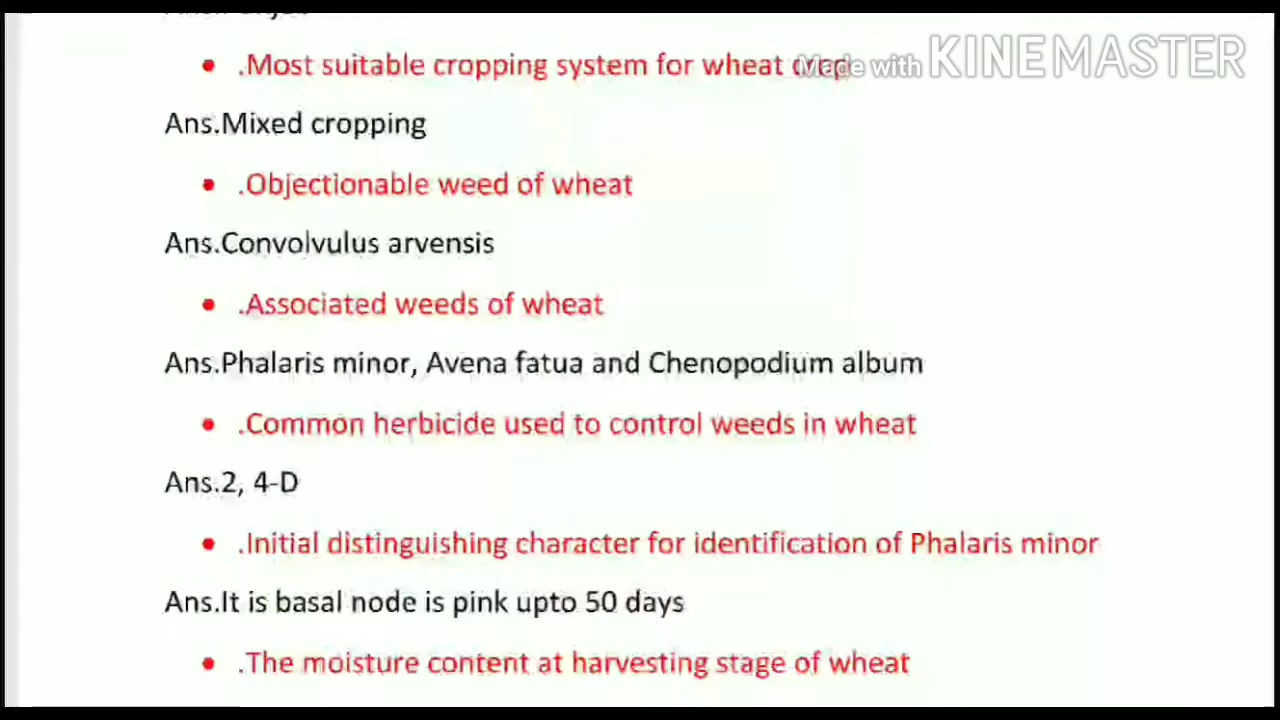 • .Most suitable cropping system for wheat crop
Made with KINEMASTER
Ans.Mixed cropping
• .Objectionable weed of wheat
Ans.Convolvulus arvensis
• .Associated weeds of wheat
Ans.Phalaris minor, Avena fatua and Chenopodium album
• .Common herbicide used to control weeds in wheat
Ans.2, 4-D
• .Initial distinguishing character for identification of Phalaris minor
Ans.It is basal node is pink upto 50 days
• .The moisture content at harvesting stage of wheat